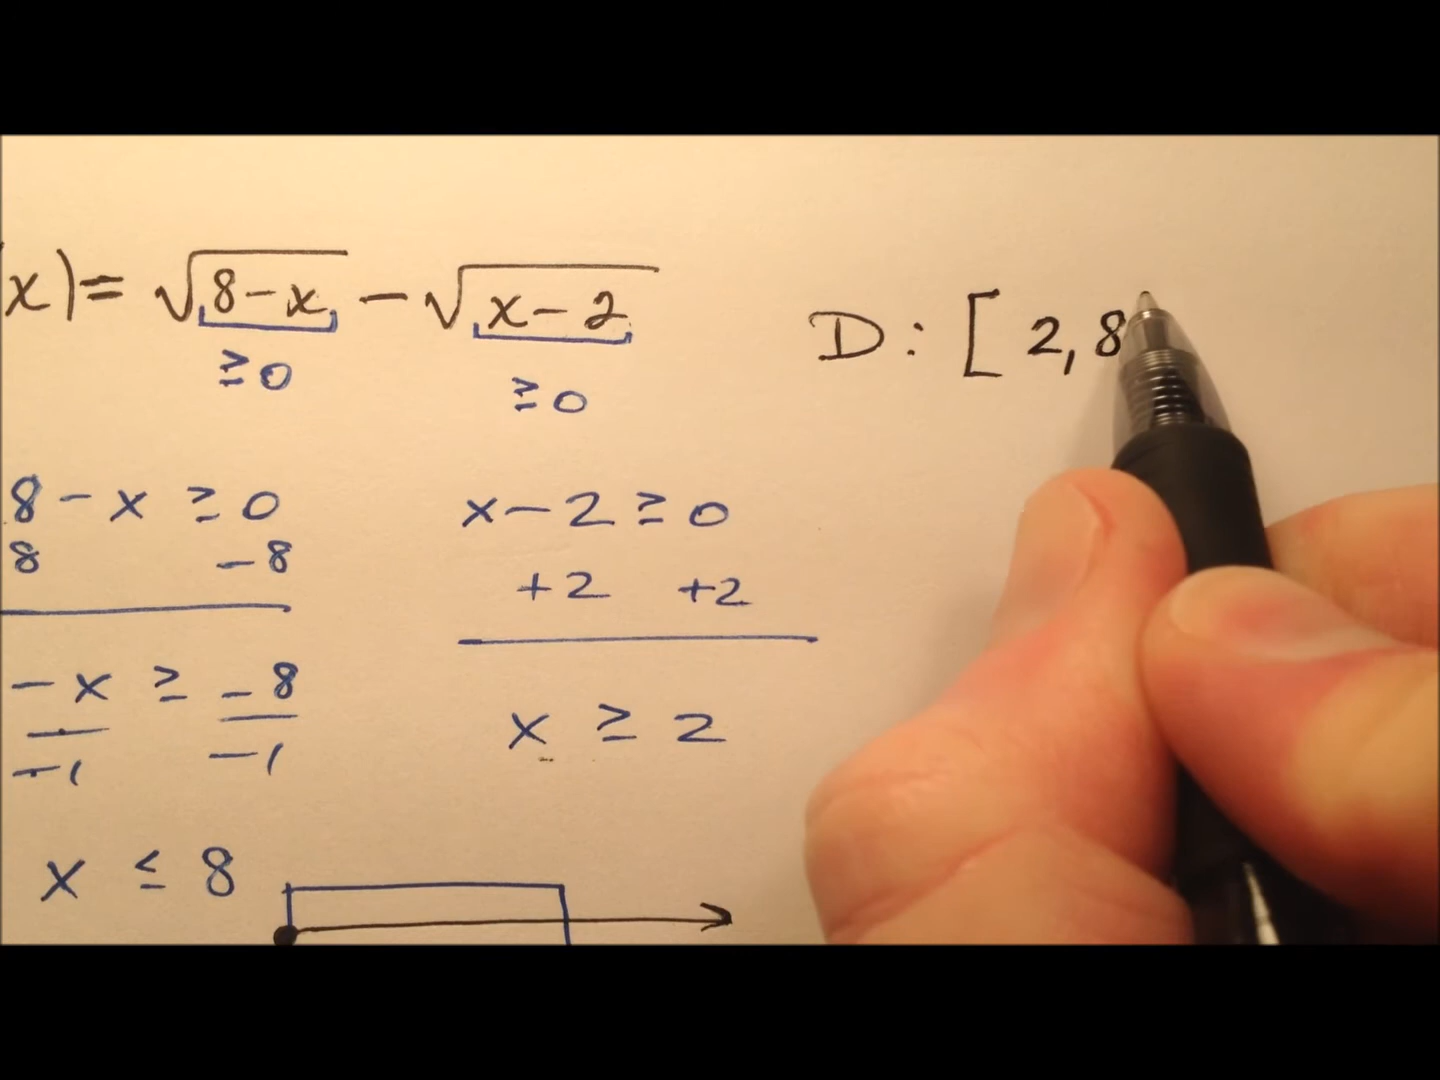 x) = √8-x - √x-2
≥0 ≥0
D: [ 2, 8
8 - x ≥ 0
8 -8
-x ≥ -8
-1 -1
x ≤ 8
x - 2 ≥ 0
+2 +2
x ≥ 2